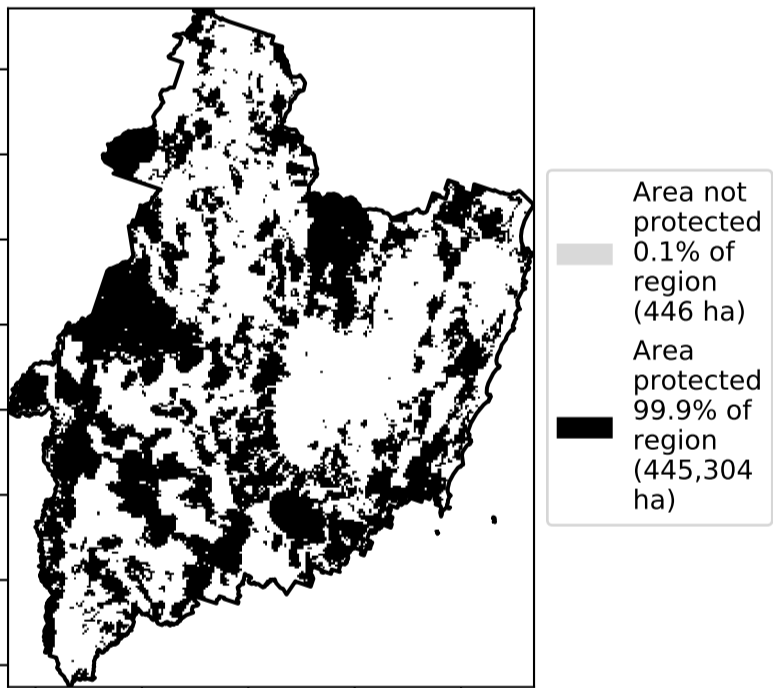 Area not
protected
0.1% of
region
(446 ha)
Area
protected
99.9% of
region
(445,304
ha)